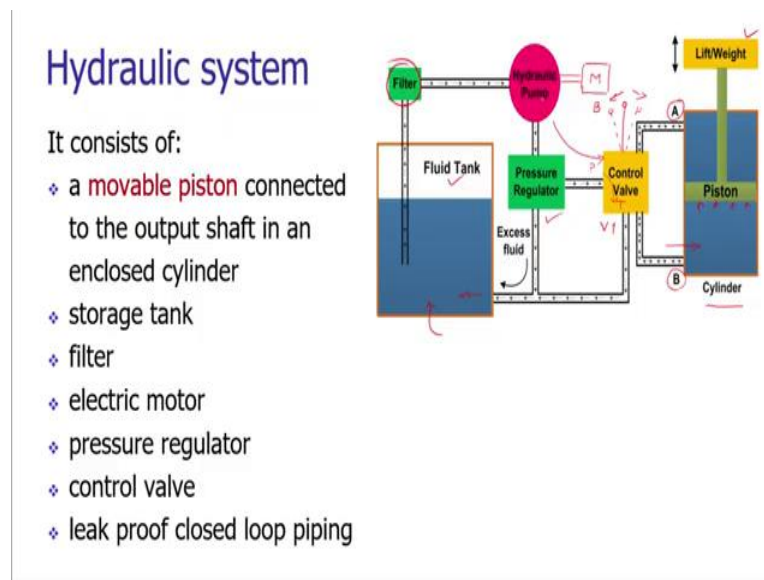 Hydraulic system
It consists of:
❖ a movable piston connected
to the output shaft in an
enclosed cylinder
❖ storage tank
❖ filter
❖ electric motor
❖ pressure regulator
❖ control valve
❖ leak proof closed loop piping
Filter
Hydraulic
Pump
M
Lift/Weight
B
A
Fluid Tank
Pressure
Regulator
Control
Valve
Piston
V1
Excess
fluid
B
Cylinder